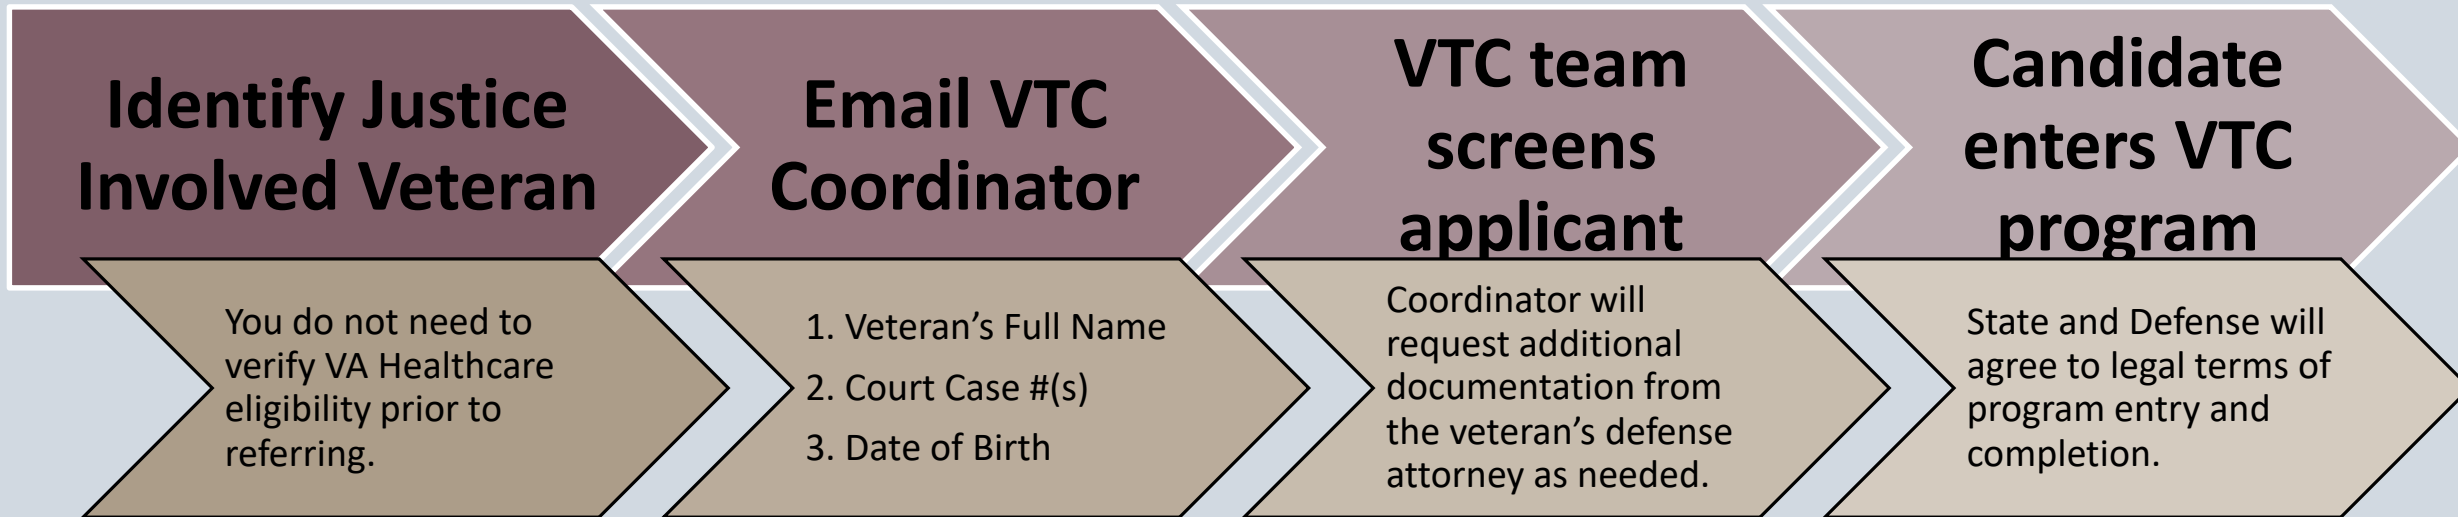 Identify Justice
Involved Veteran
You do not need to
verify VA Healthcare
eligibility prior to
referring.
Email VTC
Coordinator
1. Veteran’s Full Name
2. Court Case #(s)
3. Date of Birth
VTC team
screens
applicant
Coordinator will
request additional
documentation from
the veteran’s defense
attorney as needed.
Candidate
enters VTC
program
State and Defense will
agree to legal terms of
program entry and
completion.